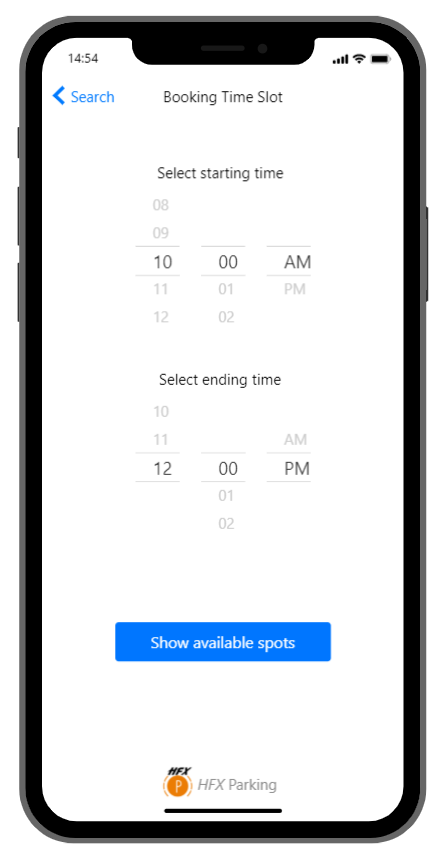 14:54
Search Booking Time Slot
Select starting time
08
09
10 00 AM
11 01 PM
12 02
Select ending time
10
11 AM
12 00 PM
01
02
Show available spots
HFX
P
HFX Parking